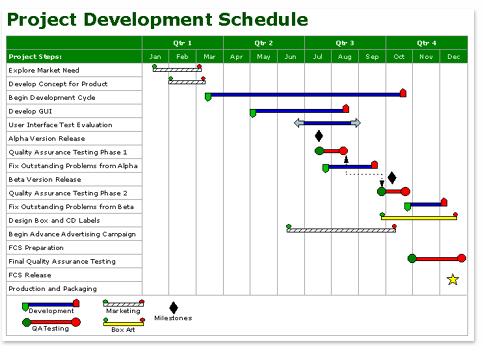 Project Development Schedule
Qtr 1 Qtr 2 Qtr 3 Qtr 4
Project Steps: Jan Feb Mar Apr May Jun Jul Aug Sep Oct Nov Dec
Explore Market Need
Develop Concept for Product
Begin Development Cycle
Develop GUI
User Interface Test Evaluation
Alpha Version Release
Quality Assurance Testing Phase 1
Fix Outstanding Problems from Alpha
Beta Version Release
Quality Assurance Testing Phase 2
Fix Outstanding Problems from Beta
Design Box and CD Labels
Begin Advance Advertising Campaign
FCS Preparation
Final Quality Assurance Testing
FCS Release
Production and Packaging
Development Marketing Milestones
QA Testing Box Art